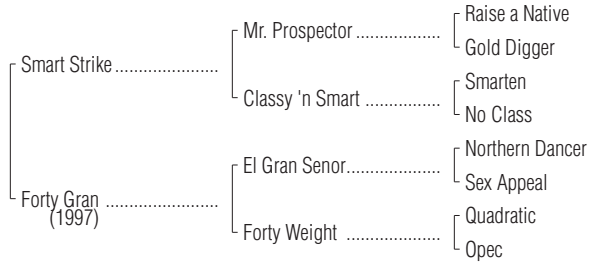 Raise a Native
Mr. Prospector ..................
Gold Digger
Smart Strike ......................
Smarten
Classy 'n Smart ................
No Class
Northern Dancer
El Gran Senor....................
Sex Appeal
Forty Gran ........................
(1997)
Quadratic
Forty Weight ....................
Opec